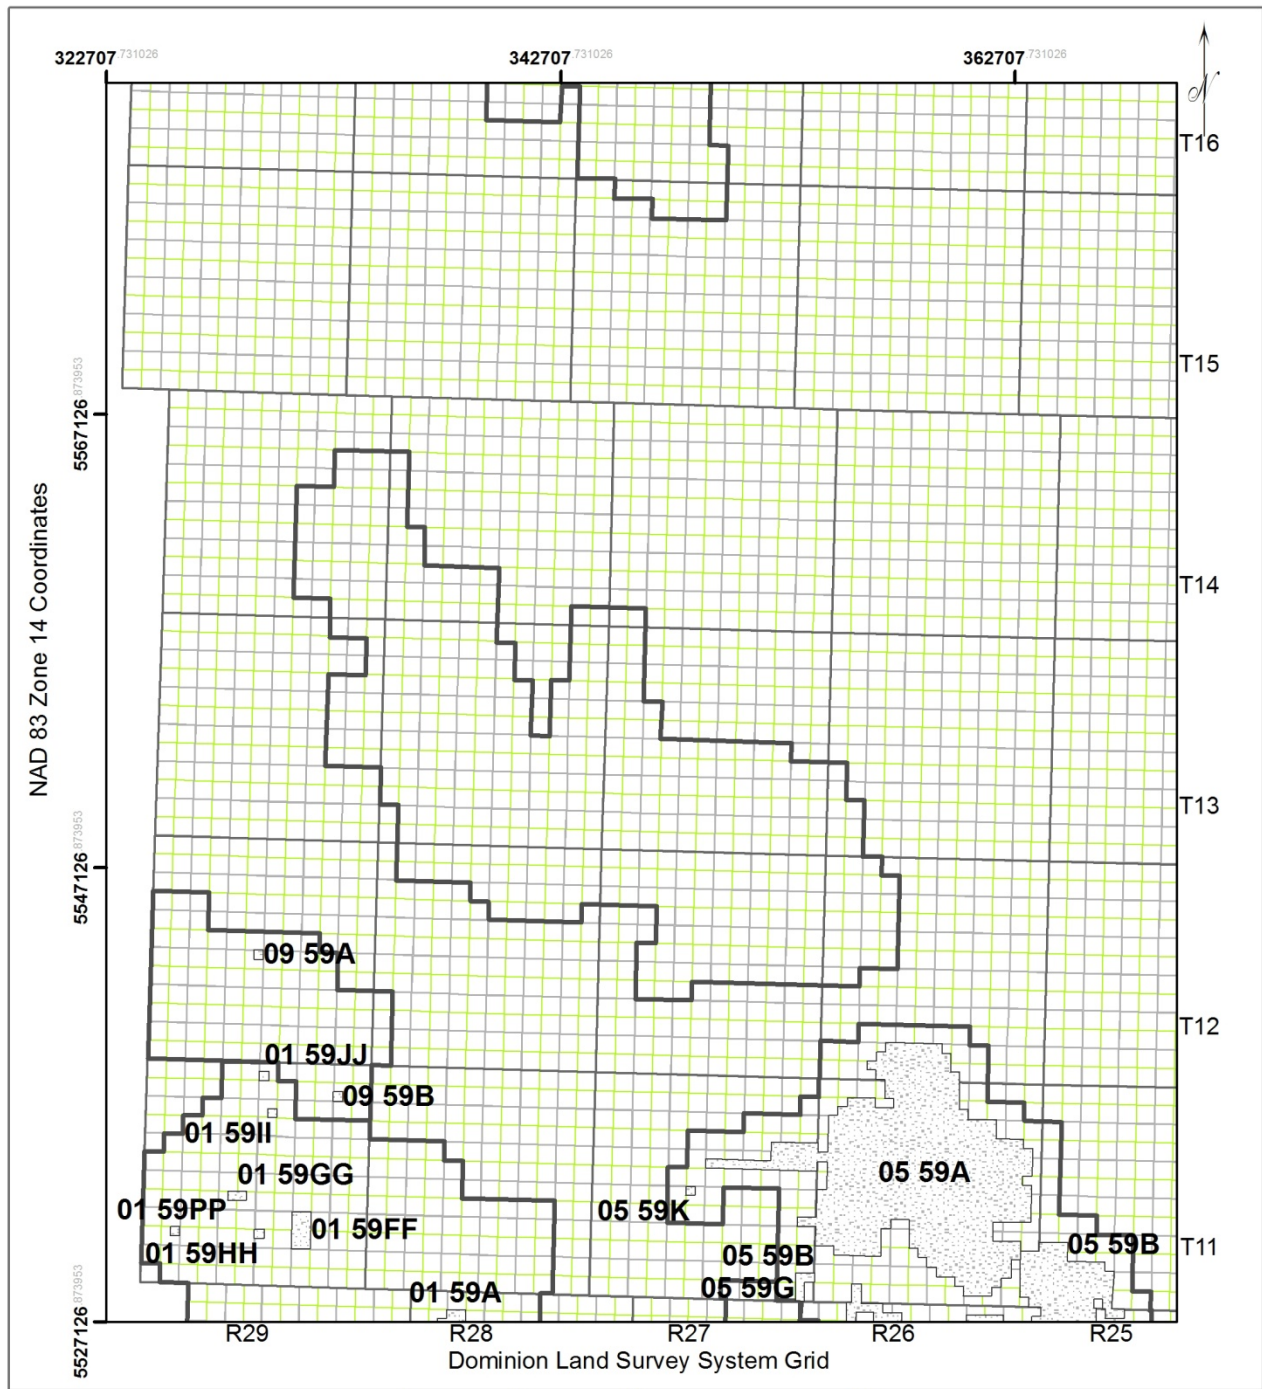 322707.731026 342707.731026 362707.731026
N
T16
T15
5567126.873953
T14
NAD 83 Zone 14 Coordinates
T13
5547126.873953
09 59A
T12
01 59JJ
09 59B
01 59II
01 59GG
05 59A
01 59PP
05 59K
01 59FF
01 59HH
05 59B
05 59B
T11
05 59G
01 59A
5527126.873953
R29 R28 R27 R26 R25
Dominion Land Survey System Grid